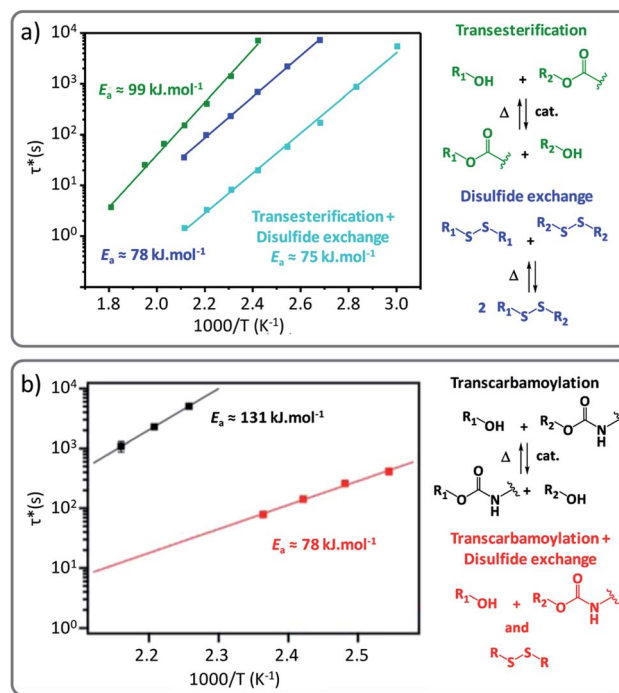 a)
10⁴
10³
10²
10¹
10⁰
τ*(s)
Eₐ ≈ 99 kJ.mol⁻¹
Eₐ ≈ 78 kJ.mol⁻¹
Transesterification +
Disulfide exchange
Eₐ ≈ 75 kJ.mol⁻¹
1.8 2.0 2.2 2.4 2.6 2.8 3.0
1000/T (K⁻¹)
Transesterification
R₁ OH + R₂ O O
Δ cat.
R₁ O O + R₂ OH
Disulfide exchange
R₁ S S R₁ + R₂ S S R₂
Δ
2 R₁ S S R₂
b)
10⁴
10³
10²
10¹
10⁰
τ*(s)
Eₐ ≈ 131 kJ.mol⁻¹
Eₐ ≈ 78 kJ.mol⁻¹
2.2 2.3 2.4 2.5
1000/T (K⁻¹)
Transcarbamoylation
R₁ OH + R₂ O O N H
Δ cat.
R₁ O O N H + R₂ OH
Transcarbamoylation +
Disulfide exchange
R₁ OH + R₂ O O N H
and
R S S R